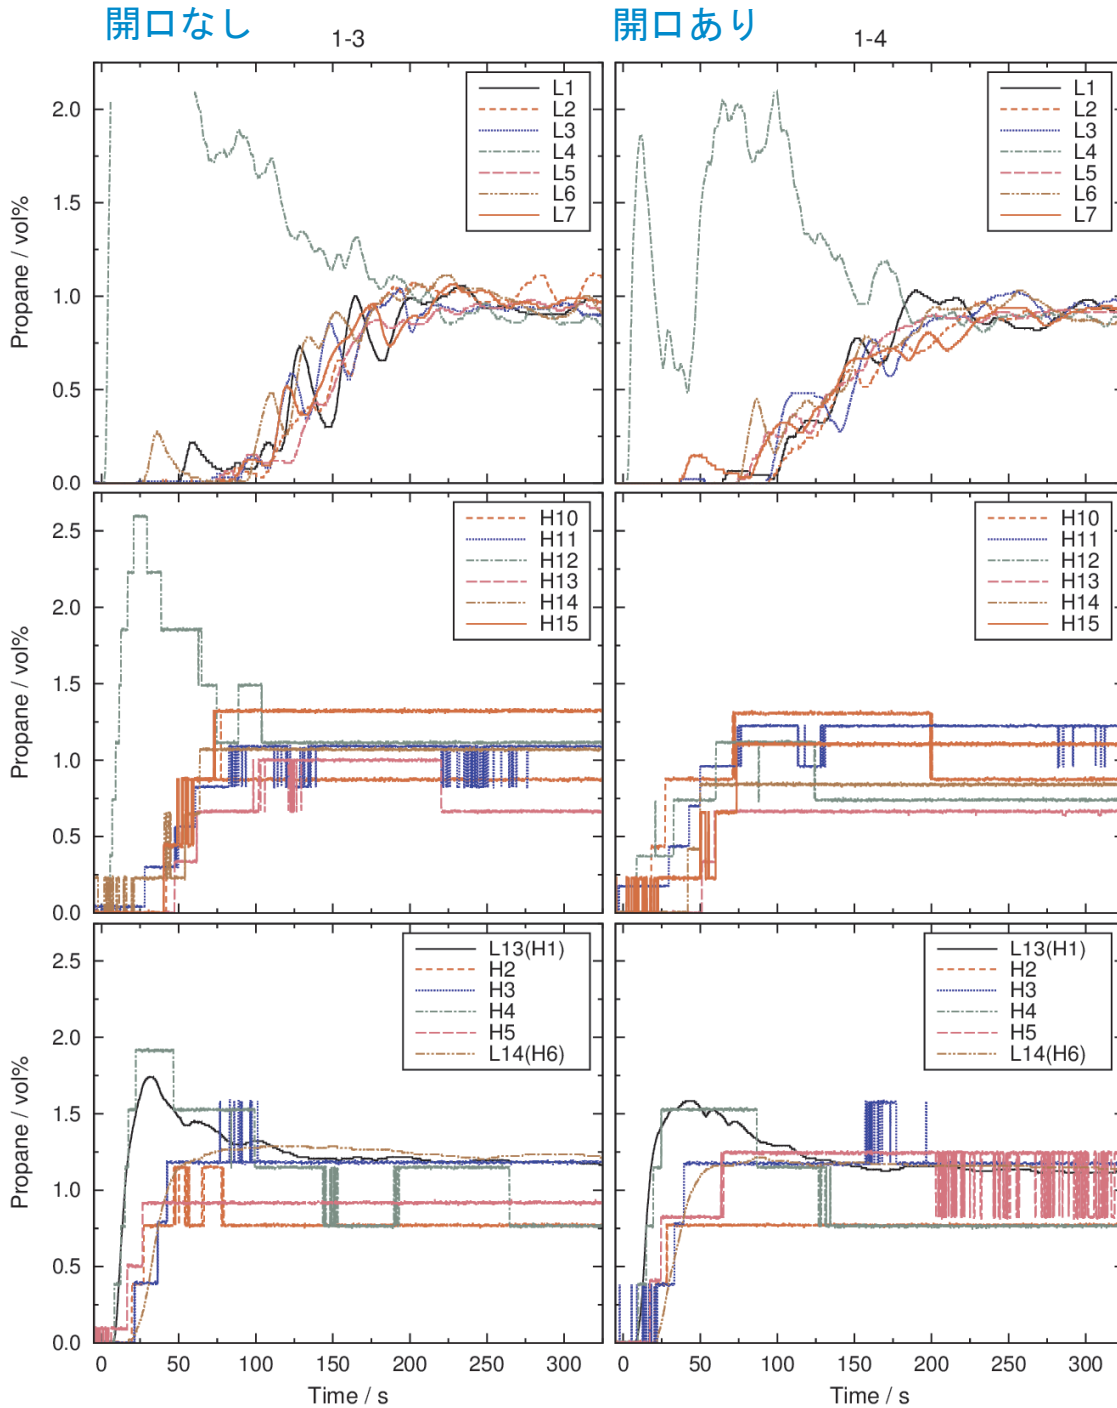 開口なし
開口あり
1-3
1-4
Propane / vol%
2.0
1.5
1.0
0.5
0.0
L1
L2
L3
L4
L5
L6
L7
L1
L2
L3
L4
L5
L6
L7
Propane / vol%
2.5
2.0
1.5
1.0
0.5
0.0
H10
H11
H12
H13
H14
H15
H10
H11
H12
H13
H14
H15
Propane / vol%
2.5
2.0
1.5
1.0
0.5
0.0
L13(H1)
H2
H3
H4
H5
L14(H6)
L13(H1)
H2
H3
H4
H5
L14(H6)
0 50 100 150 200 250 300
0 50 100 150 200 250 300
Time / s
Time / s